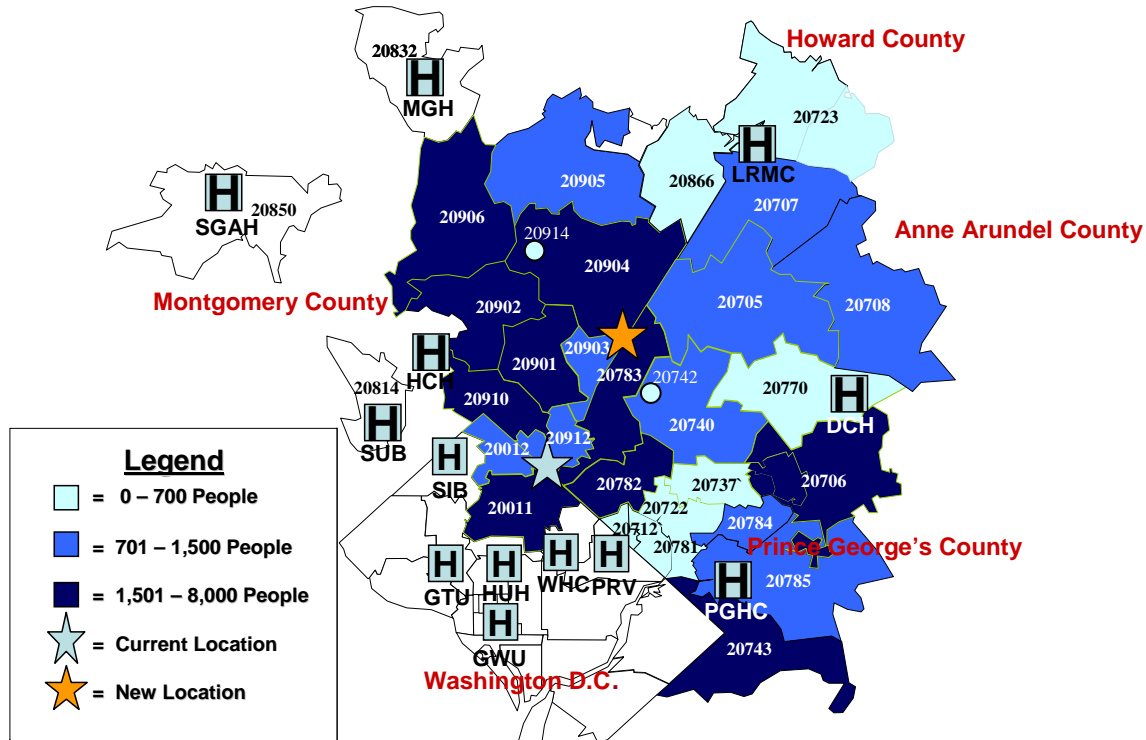 Howard County
20832
H
MGH
20723
H
LRMC
20905
20866
H
SGAH
20850
20906
20707
20914
Anne Arundel County
20904
Montgomery County
20902
20705
20708
H
HCH
20903
20901
20783
20742
20770
H
DCH
20814
H
SUB
20910
20740
20912
20012
H
SIB
20782
20737
20706
20011
20722
20712
20784
20781
Prince George's County
H
GTU
H
HUH
H
WHC
H
PRV
H
PGHC
20785
H
GWU
20743
Washington D.C.
Legend
= 0 – 700 People
= 701 – 1,500 People
= 1,501 – 8,000 People
= Current Location
= New Location